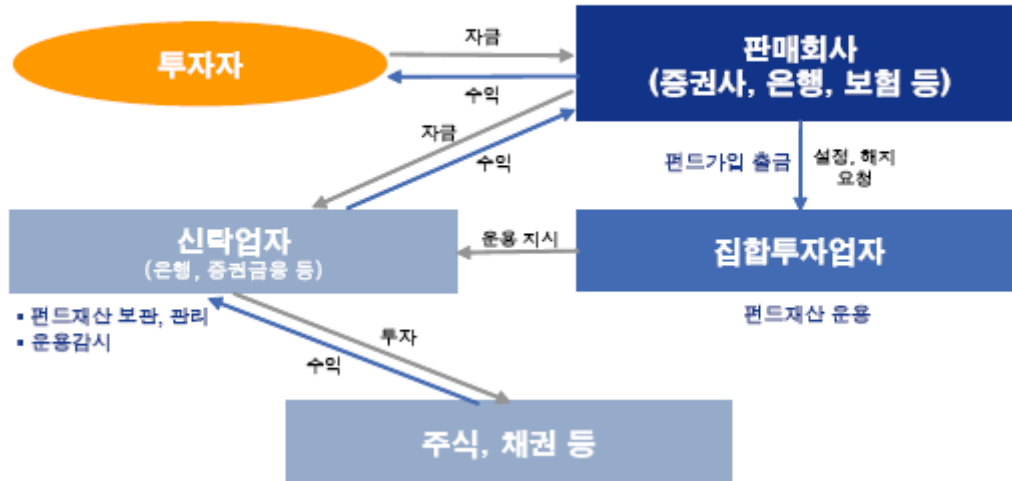 투자자
자금
수익
판매회사
(증권사, 은행, 보험 등)
자금
수익
펀드가입 출금
설정, 해지
요청
신탁업자
(은행, 증권금융 등)
운용 지시
집합투자업자
▪ 펀드재산 보관, 관리
▪ 운용감시
펀드재산 운용
투자
수익
주식, 채권 등